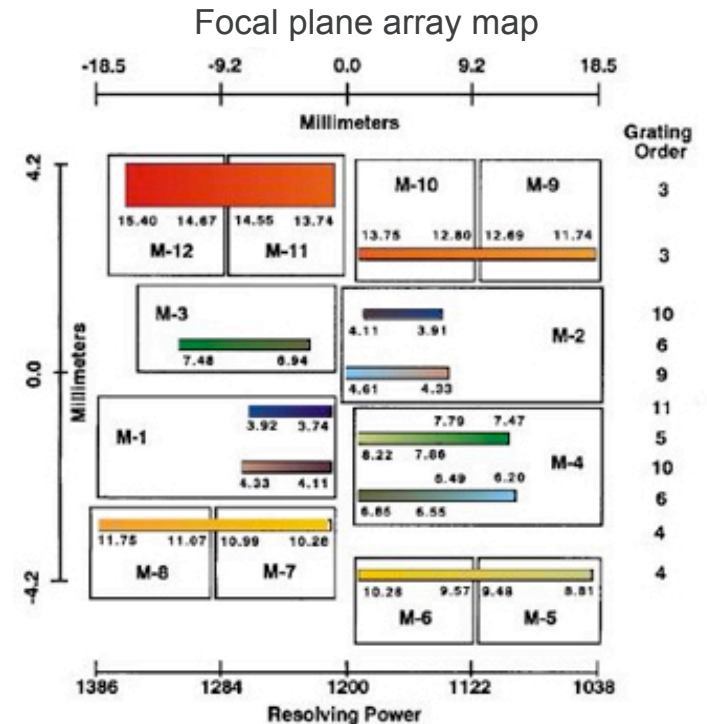 Focal plane array map
-18.5 -9.2 0.0 9.2 18.5
Millimeters
Grating
Order
4.2
0.0
-4.2
Millimeters
M-10 M-9
3
15.40 14.67 14.55 13.74
M-12 M-11
13.75 12.80 12.69 11.74
3
M-3
7.48 6.94
4.11 3.91
M-2
4.61 4.33
10
6
9
M-1
3.92 3.74
4.33 4.11
11
7.79 7.47
8.22 7.86
5
M-4
10
6.49 6.20
6.85 6.55
6
4
11.75 11.07 10.99 10.28
M-8 M-7
4
10.28 9.57 9.48 8.81
M-6 M-5
1386 1284 1200 1122 1038
Resolving Power